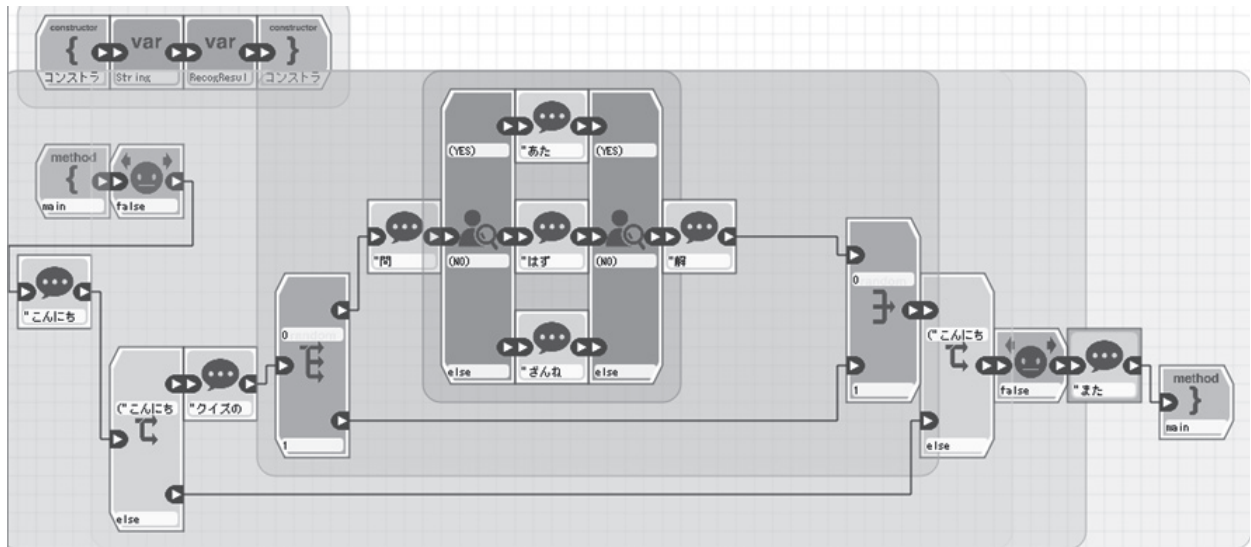 constructor
{
コンストラ
var
String
var
RecogResul
constructor
}
コンストラ
method
{
main
false
"こんにち
("こんにち
else
"クイズの
0
1
"問
(YES)
(NO)
else
"あた
"はず
"ざんね
(YES)
(NO)
else
"解
0
1
("こんにち
else
false
"また
method
}
main